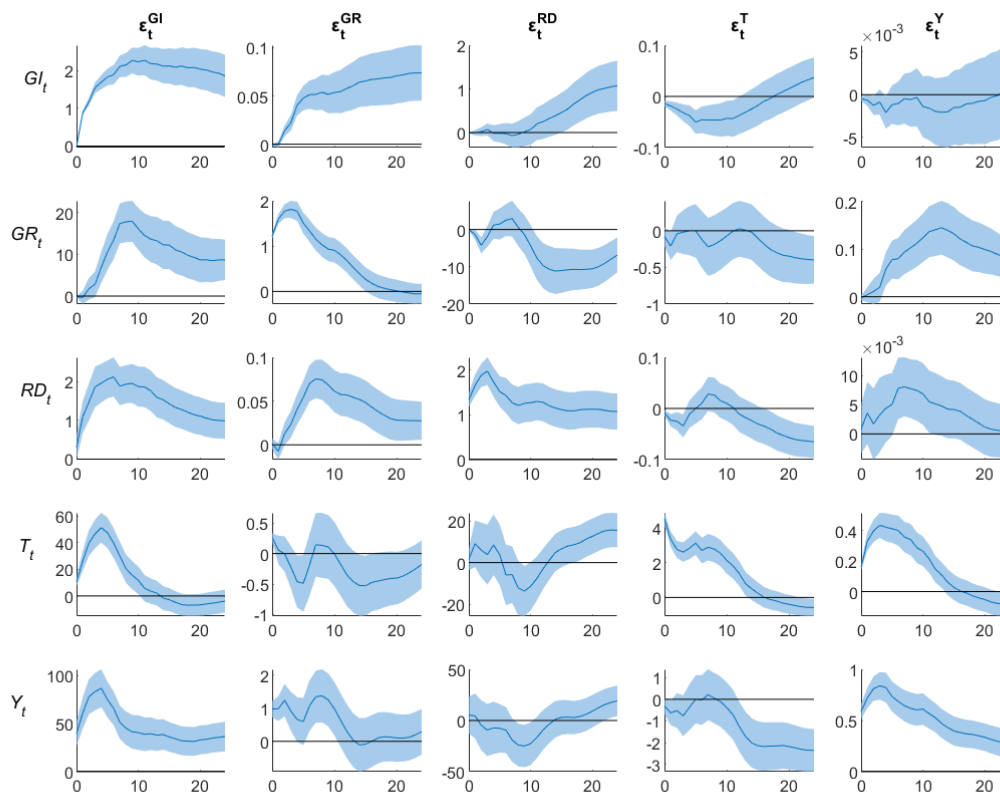 ε_t^GI ε_t^GR ε_t^RD ε_t^T ε_t^Y
×10^-3
GI_t
2 0.1 2 0.1 5
1 0.05 1 0 0
0 0 0 -0.1 -5
0 10 20 0 10 20 0 10 20 0 10 20 0 10 20
GR_t
20 2 10 0.5 0.2
10 1 0 0 0.1
0 0 -10 -0.5 0
-20 -1
0 10 20 0 10 20 0 10 20 0 10 20 0 10 20
×10^-3
RD_t
2 0.1 2 0.1 10
1 0.05 1 0 5
0 0 0 -0.1 0
0 10 20 0 10 20 0 10 20 0 10 20 0 10 20
T_t
60 0.5 20 4 0.4
40 0 0 2 0.2
20 -0.5 -20 0 0
0 -1
0 10 20 0 10 20 0 10 20 0 10 20 0 10 20
Y_t
100 2 50 1 1
50 1 0 0 0.5
0 0 -50 -1 0
-2
-3
0 10 20 0 10 20 0 10 20 0 10 20 0 10 20